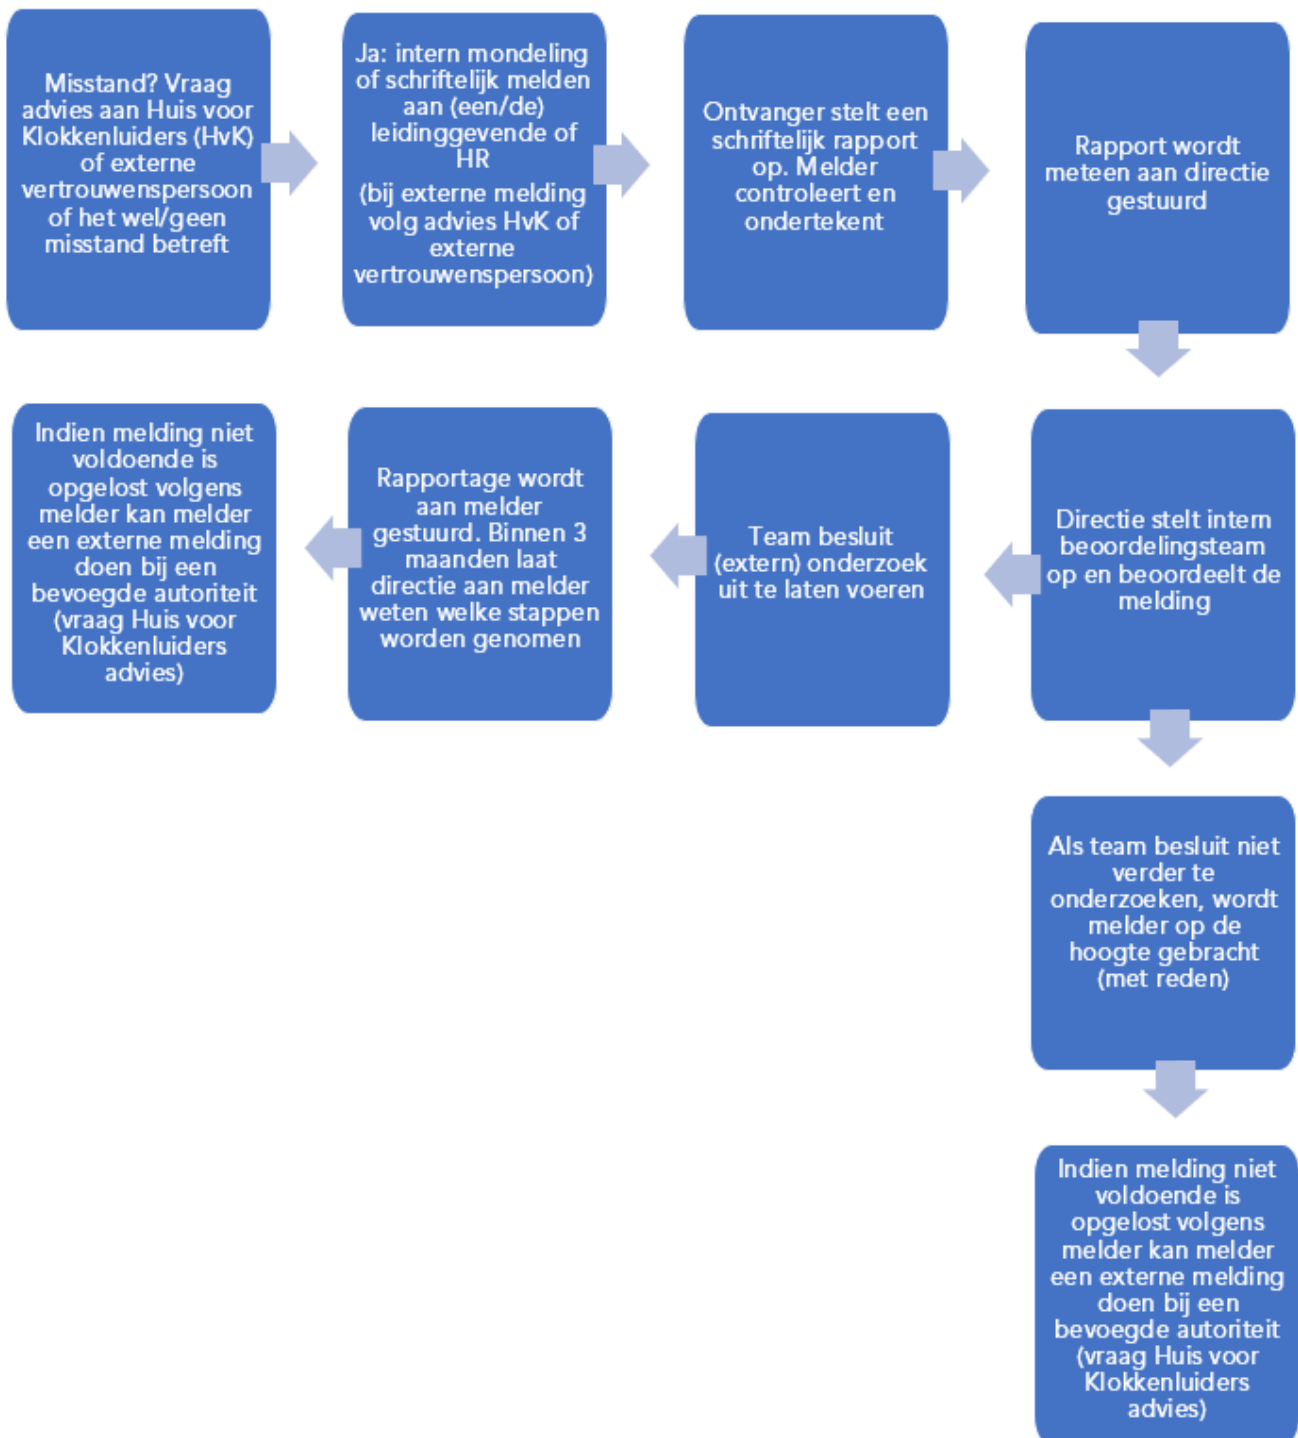 Misstand? Vraag
advies aan Huis voor
Klokkenluiders (HvK)
of externe
vertrouwenspersoon
of het wel/geen
misstand betreft
Ja: intern mondeling
of schriftelijk melden
aan (een/de)
leidinggevende of
HR
(bij externe melding
volg advies HvK of
externe
vertrouwenspersoon)
Ontvanger stelt een
schriftelijk rapport
op. Melder
controleert en
ondertekent
Rapport wordt
meteen aan directie
gestuurd
Directie stelt intern
beoordelingsteam
op en beoordeelt de
melding
Team besluit
(extern) onderzoek
uit te laten voeren
Rapportage wordt
aan melder
gestuurd. Binnen 3
maanden laat
directie aan melder
weten welke stappen
worden genomen
Indien melding niet
voldoende is
opgelost volgens
melder kan melder
een externe melding
doen bij een
bevoegde autoriteit
(vraag Huis voor
Klokkenluiders
advies)
Als team besluit niet
verder te
onderzoeken, wordt
melder op de
hoogte gebracht
(met reden)
Indien melding niet
voldoende is
opgelost volgens
melder kan melder
een externe melding
doen bij een
bevoegde autoriteit
(vraag Huis voor
Klokkenluiders
advies)